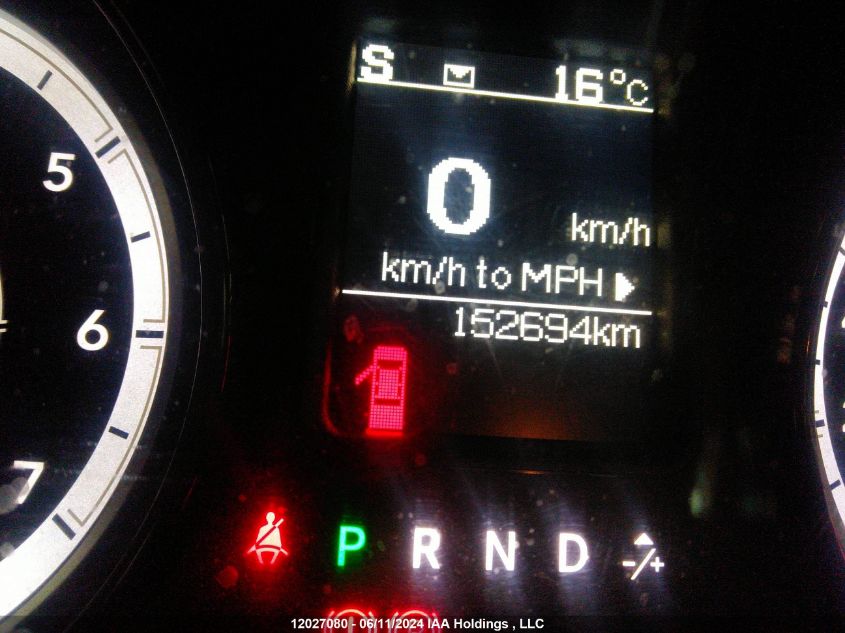 S 16°C
5
0 km/h
km/h to MPH
6
152694km
7
P R N D -/+
12027080 - 06/11/2024 IAA Holdings , LLC